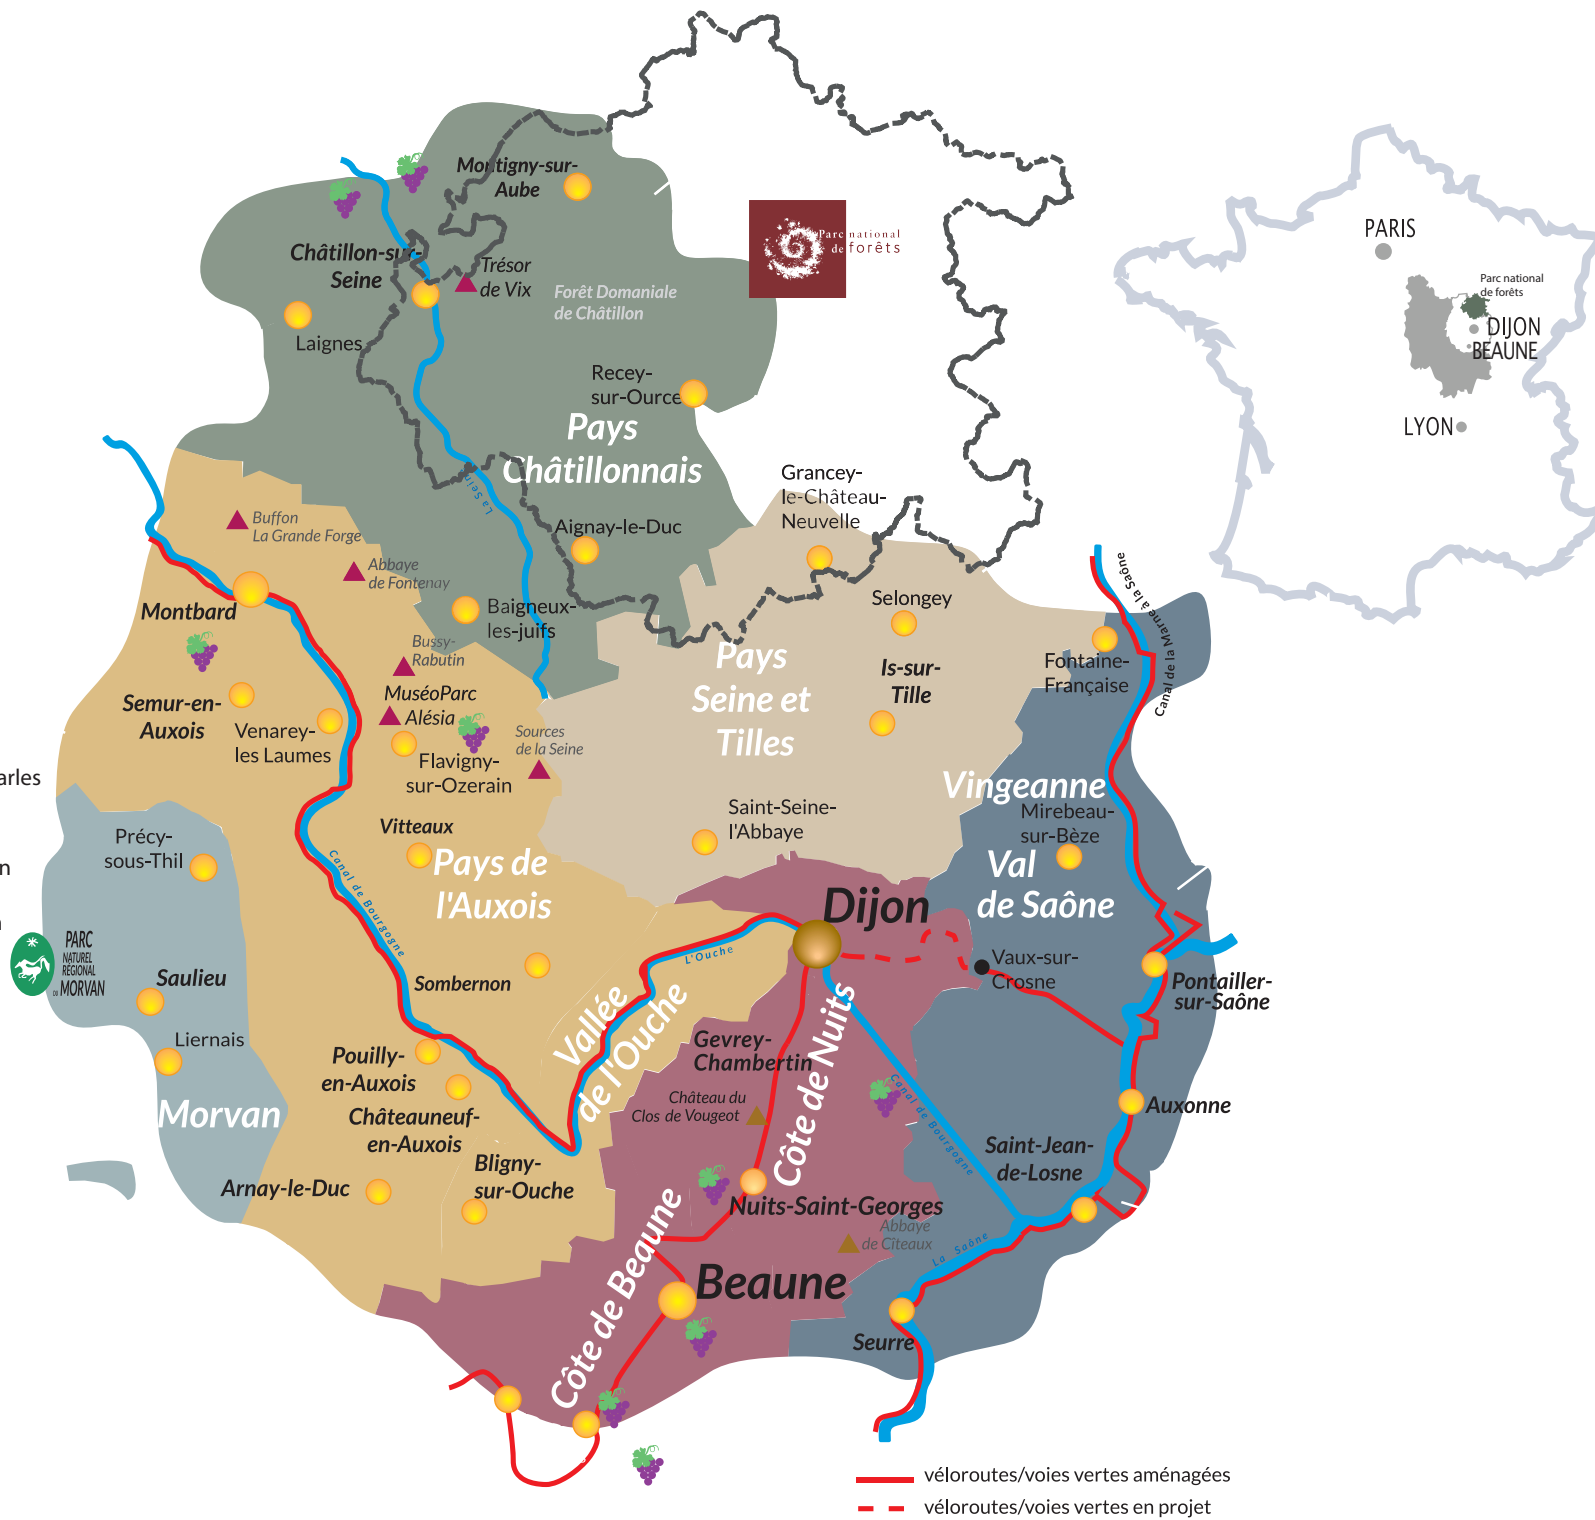 Montigny-sur-
Aube
Châtillon-sur-
Seine
Trésor
de Vix
Forêt Domaniale
de Châtillon
Parc national
de forêts
Laignes
Recey-
sur-Ource
Pays
Châtillonnais
La Seine
Grancey-
le-Château-
Neuvelle
Aignay-le-Duc
Buffon
La Grande Forge
Abbaye
de Fontenay
Montbard
Baigneux-
les-juifs
Bussy-
Rabutin
MuséoParc
Alésia
Semur-en-
Auxois
Venarey-
les Laumes
Flavigny-
sur-Ozerain
Sources
de la Seine
Selongey
Is-sur-
Tille
Pays
Seine et
Tilles
Fontaine-
Française
Canal de la Marne à la Saône
Vingeanne
Mirebeau-
sur-Bèze
Val
de Saône
Saint-Seine-
l'Abbaye
arles
n
Précy-
sous-Thil
Vitteaux
Pays de
l'Auxois
Canal de Bourgogne
PARC
NATUREL
RÉGIONAL
DU MORVAN
Saulieu
Liernais
Morvan
Sombernon
L'Ouche
Vallée
de l'Ouche
Dijon
Vaux-sur-
Crosne
Pontailler-
sur-Saône
Pouilly-
en-Auxois
Châteauneuf-
en-Auxois
Bligny-
sur-Ouche
Arnay-le-Duc
Gevrey-
Chambertin
Château du
Clos de Vougeot
Côte de Nuits
Canal de Bourgogne
Auxonne
Saint-Jean-
de-Losne
Nuits-Saint-Georges
Abbaye
de Cîteaux
La Saône
Côte de Beaune
Beaune
Seurre
PARIS
Parc national
de forêts
DIJON
BEAUNE
LYON
véloroutes/voies vertes aménagées
véloroutes/voies vertes en projet